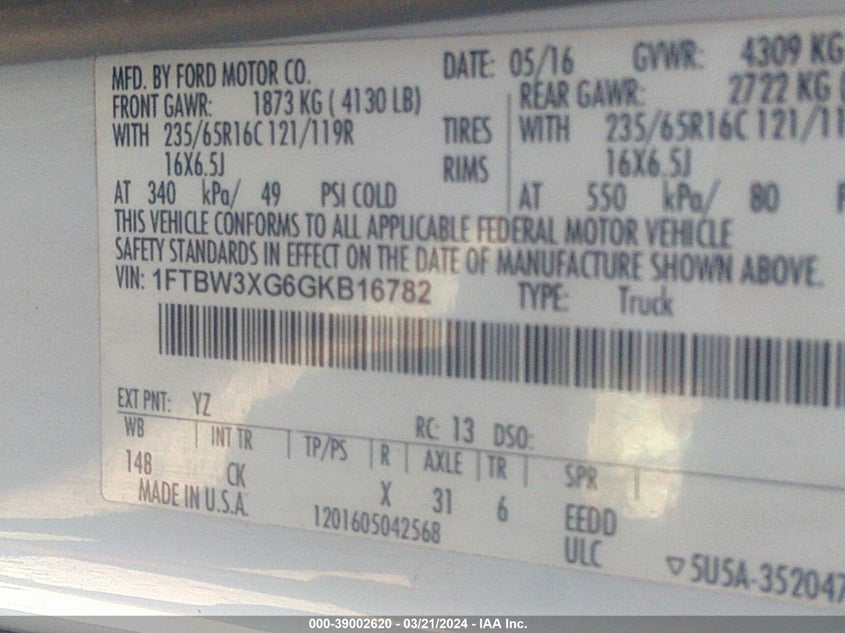 MFD. BY FORD MOTOR CO. DATE: 05/16 GVWR: 4309 KG
FRONT GAWR: 1873 KG ( 4130 LB) REAR GAWR: 2722 KG (
WITH 235/65R16C 121/119R TIRES WITH 235/65R16C 121/11
16X6.5J RIMS 16X6.5J
AT 340 kPa/ 49 PSI COLD AT 550 kPa/ 80 P
THIS VEHICLE CONFORMS TO ALL APPLICABLE FEDERAL MOTOR VEHICLE
SAFETY STANDARDS IN EFFECT ON THE DATE OF MANUFACTURE SHOWN ABOVE.
VIN: 1FTBW3XG6GKB16782 TYPE: Truck
EXT PNT: YZ RC: 13 DSO:
WB INT TR TP/PS R AXLE TR SPR
148 CK X 31 6 EEDD
MADE IN U.S.A. 1201605042568 ULC
▽5U5A-352047
000-39002620 - 03/21/2024 - IAA Inc.